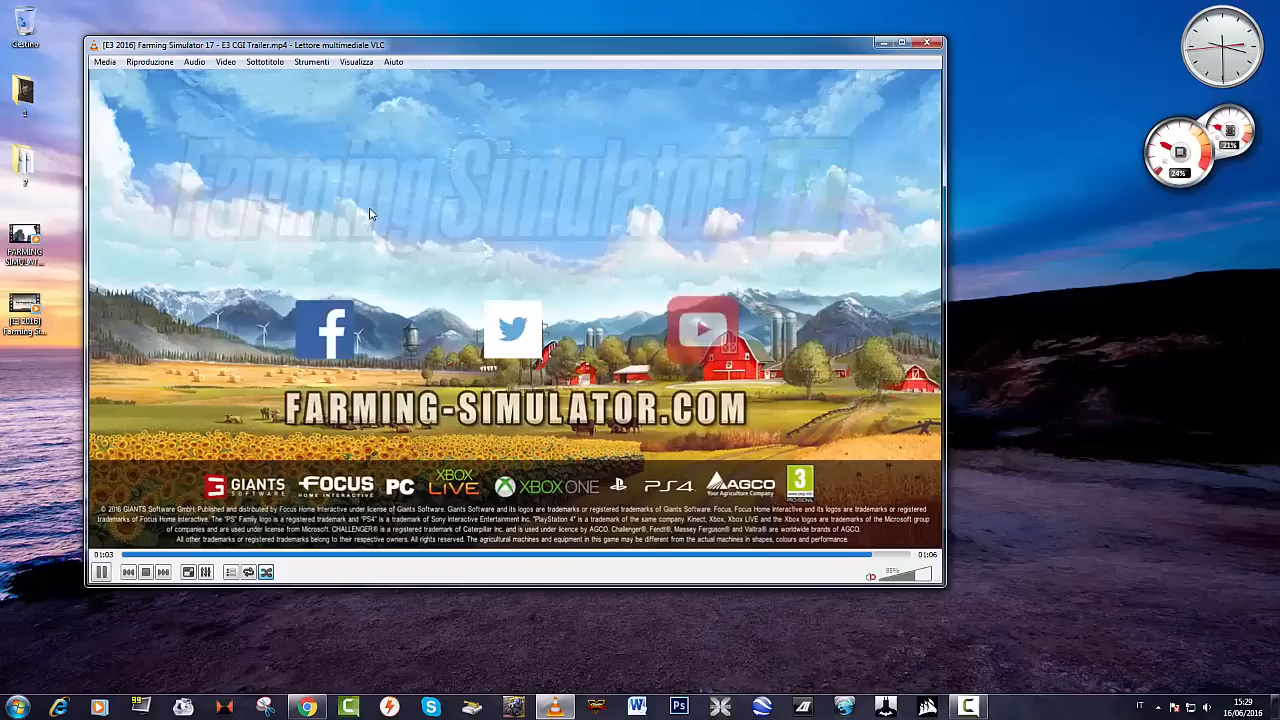 [E3 2016] Farming Simulator 17 - E3 CGI Trailer.mp4 - Lettore multimediale VLC
Media Riproduzione Audio Video Sottotitolo Strumenti Visualizza Aiuto
Cestino
1
2
FARMING SIMULAT...
[E3 2016] Farming Si...
21%
24%
Farming Simulator 17
FARMING-SIMULATOR.COM
GIANTS SOFTWARE FOCUS HOME INTERACTIVE PC XBOX LIVE XBOX ONE PS4 AGCO Your Agriculture Company 3 www.pegi.info PROVISIONAL
© 2016 GIANTS Software GmbH. Published and distributed by Focus Home Interactive under license of Giants Software. Giants Software and its logos are trademarks or registered trademarks of Giants Software. Focus, Focus Home Interactive and its logos are trademarks or registered
trademarks of Focus Home Interactive. The "PS" Family logo is a registered trademark and "PS4" is a trademark of Sony Interactive Entertainment Inc. "PlayStation 4" is a trademark of the same company. Kinect, Xbox, Xbox LIVE and the Xbox logos are trademarks of the Microsoft group
of companies and are used under license from Microsoft. CHALLENGER® is a registered trademark of Caterpillar Inc. and is used under licence by AGCO. Challenger®, Fendt®, Massey Ferguson® and Valtra® are worldwide brands of AGCO.
All other trademarks or registered trademarks belong to their respective owners. All rights reserved. The agricultural machines and equipment in this game may be different from the actual machines in shapes, colours and performance.
01:03 01:06
85%
99
IT 15:29
16/06/2016